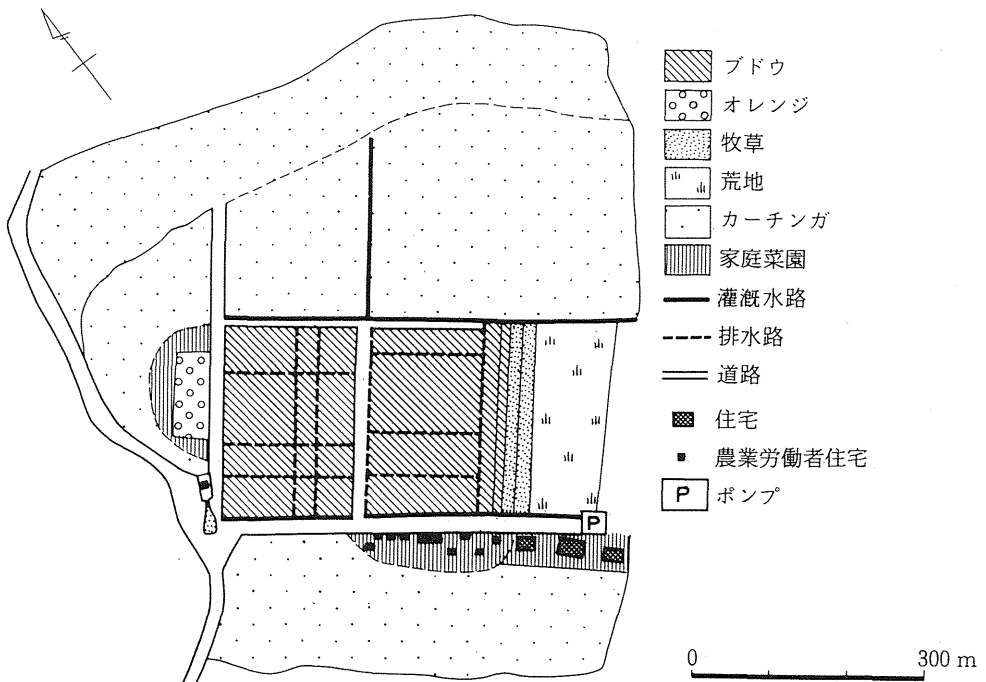 ブドウ
オレンジ
牧草
荒地
カーチンガ
家庭菜園
灌漑水路
排水路
道路
住宅
農業労働者住宅
P ポンプ
P
0 300 m